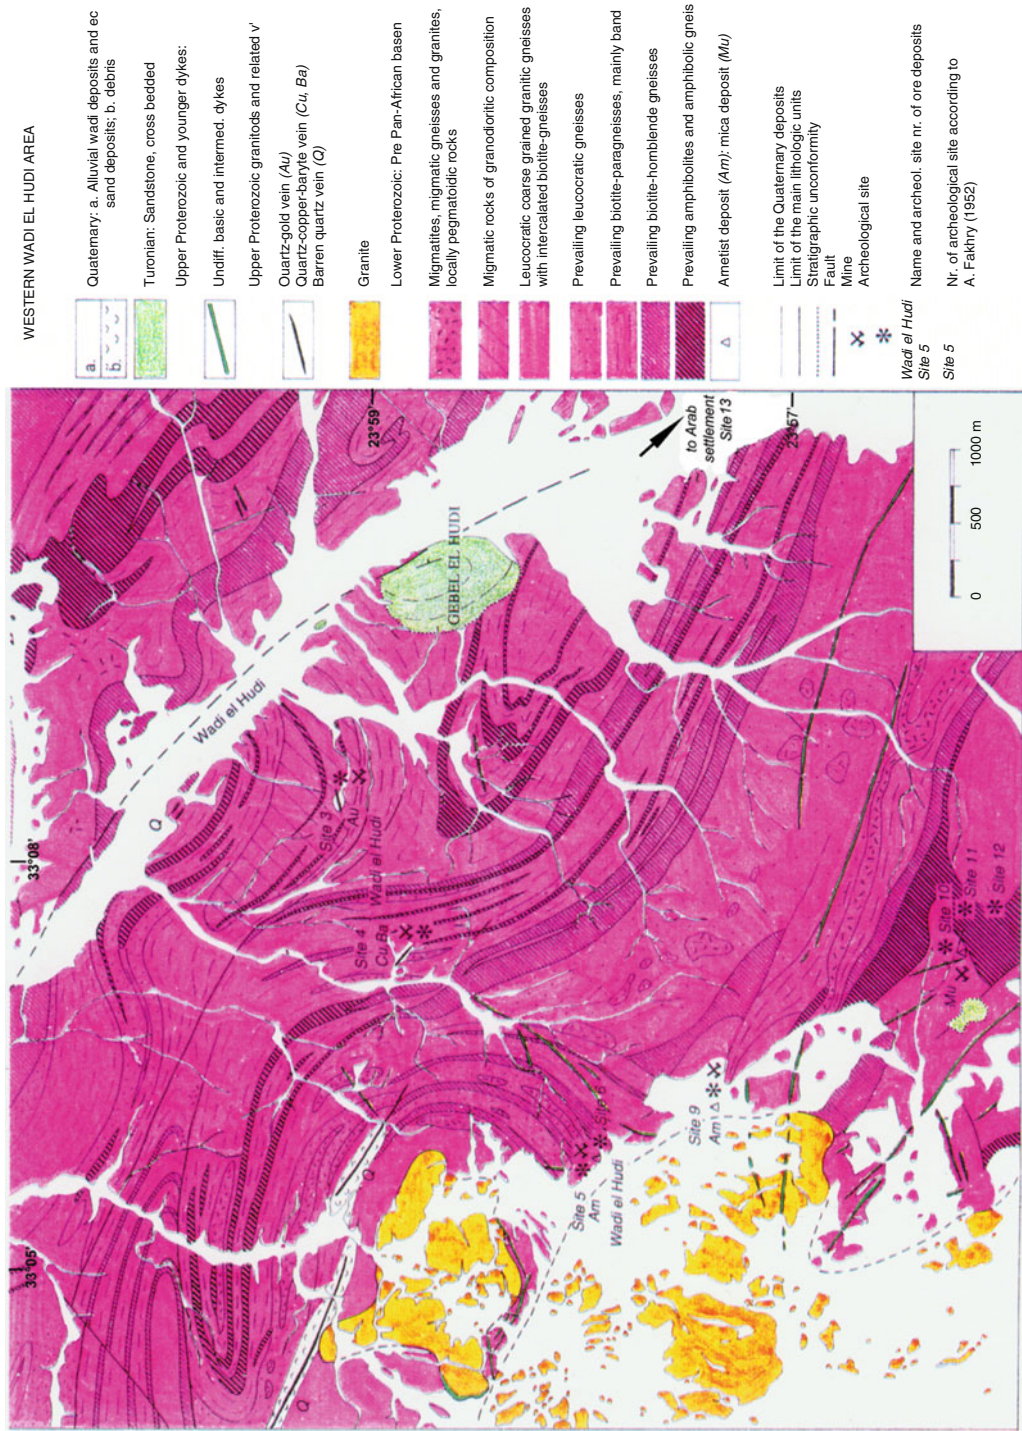 WESTERN WADI EL HUDI AREA
a.
b.
Quaternary: a. Alluvial wadi deposits and ec
sand deposits; b. debris
Turonian: Sandstone, cross bedded
Upper Proterozoic and younger dykes:
Undiff. basic and intermed. dykes
Upper Proterozoic granitods and related v'
Quartz-gold vein (Au)
Quartz-copper-baryte vein (Cu, Ba)
Barren quartz vein (Q)
Granite
Lower Proterozoic: Pre Pan-African basen
Migmatites, migmatic gneisses and granites,
locally pegmatoidic rocks
Migmatic rocks of granodioritic composition
Leucocratic coarse grained granitic gneisses
with intercalated biotite-gneisses
Prevailing leucocratic gneisses
Prevailing biotite-paragneisses, mainly band
Prevailing biotite-homblende gneisses
Prevailing amphibolites and amphibolic gneis
Ametist deposit (Am): mica deposit (Mu)
Limit of the Quaternary deposits
Limit of the main lithologic units
Stratigraphic unconformity
Fault
Mine
Archeological site
Wadi el Hudi
Site 5
Name and archeol. site nr. of ore deposits
Site 5
Nr. of archeological site according to
A. Fakhry (1952)
33°05'
33°08'
23°59'
23°57'
Wadi el Hudi
GEBEL EL HUDI
to Arab
settlement
Site 13
Q
Site 3
Au
Wadi el Hudi
Site 4
Cu Ba
Q
Q
Site 5
Am
Wadi el Hudi
Site 6
Site 9
Am
Mu
Site 10
Site 11
Site 12
0
500
1000 m